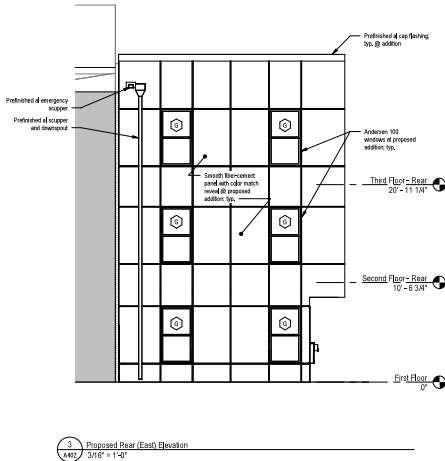 Prefinished al cap flashing;
typ. @ addition
Prefinished al emergency
scupper
Prefinished al scupper
and downspout
G
G
Andersen 100
windows at proposed
addition; typ.
Smooth fiber-cement
panel with color match
reveal @ proposed
addition; typ.
Third Floor - Rear
20' - 11 1/4"
G
G
Second Floor - Rear
10' - 6 3/4"
G
G
First Floor
0"
3
A402
Proposed Rear (East) Elevation
3/16" = 1'-0"